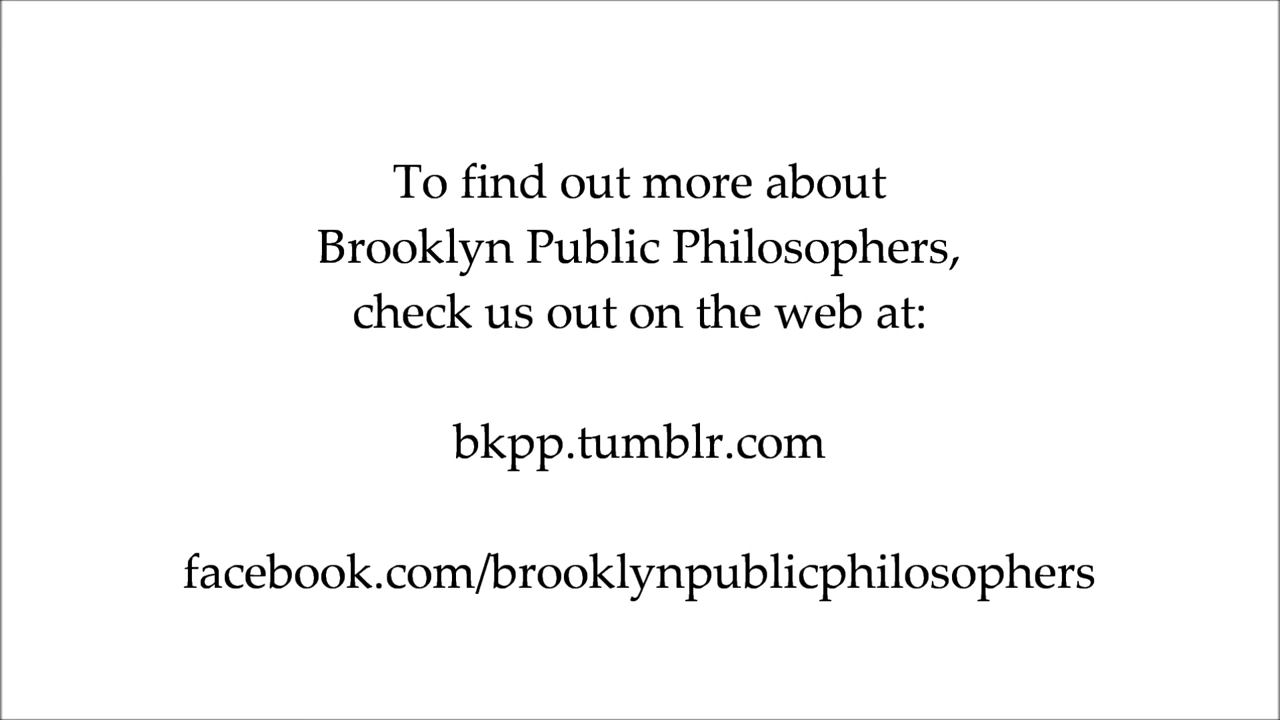 To find out more about
Brooklyn Public Philosophers,
check us out on the web at:
bkpp.tumblr.com
facebook.com/brooklynpublicphilosophers